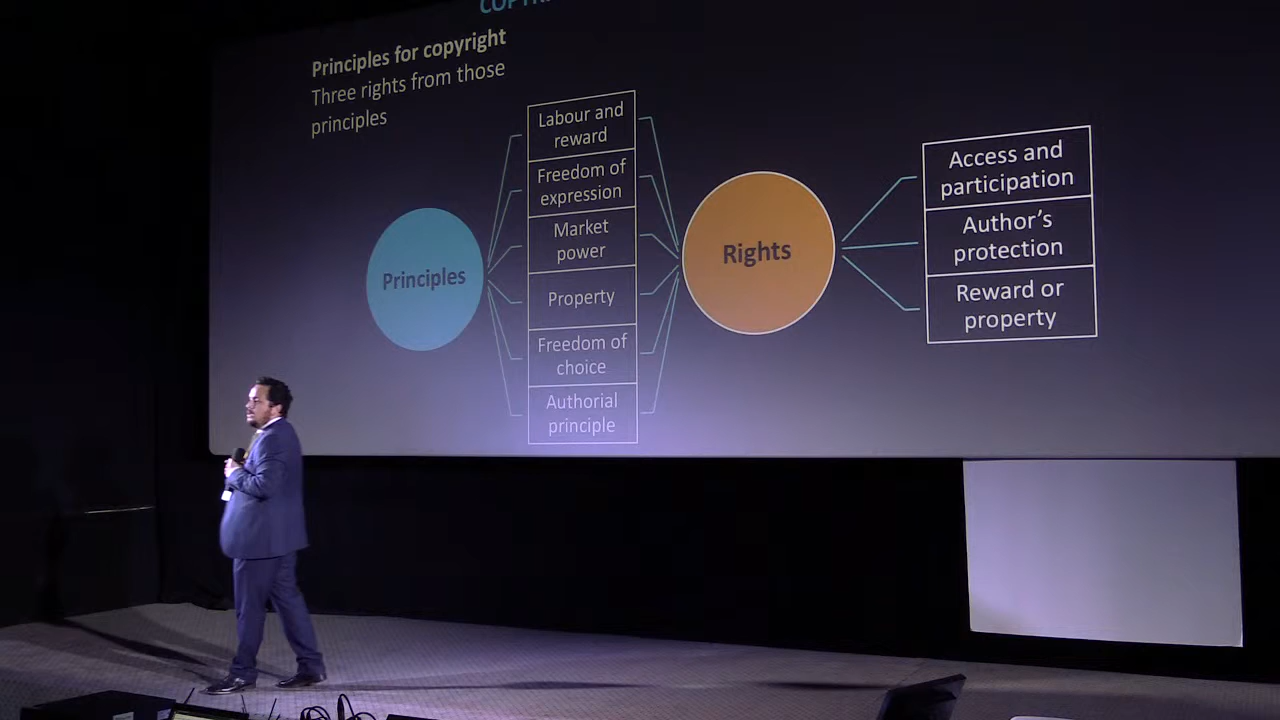 Principles for copyright
Three rights from those
principles
Principles
Labour and
reward
Freedom of
expression
Market
power
Property
Freedom of
choice
Authorial
principle
Rights
Access and
participation
Author's
protection
Reward or
property